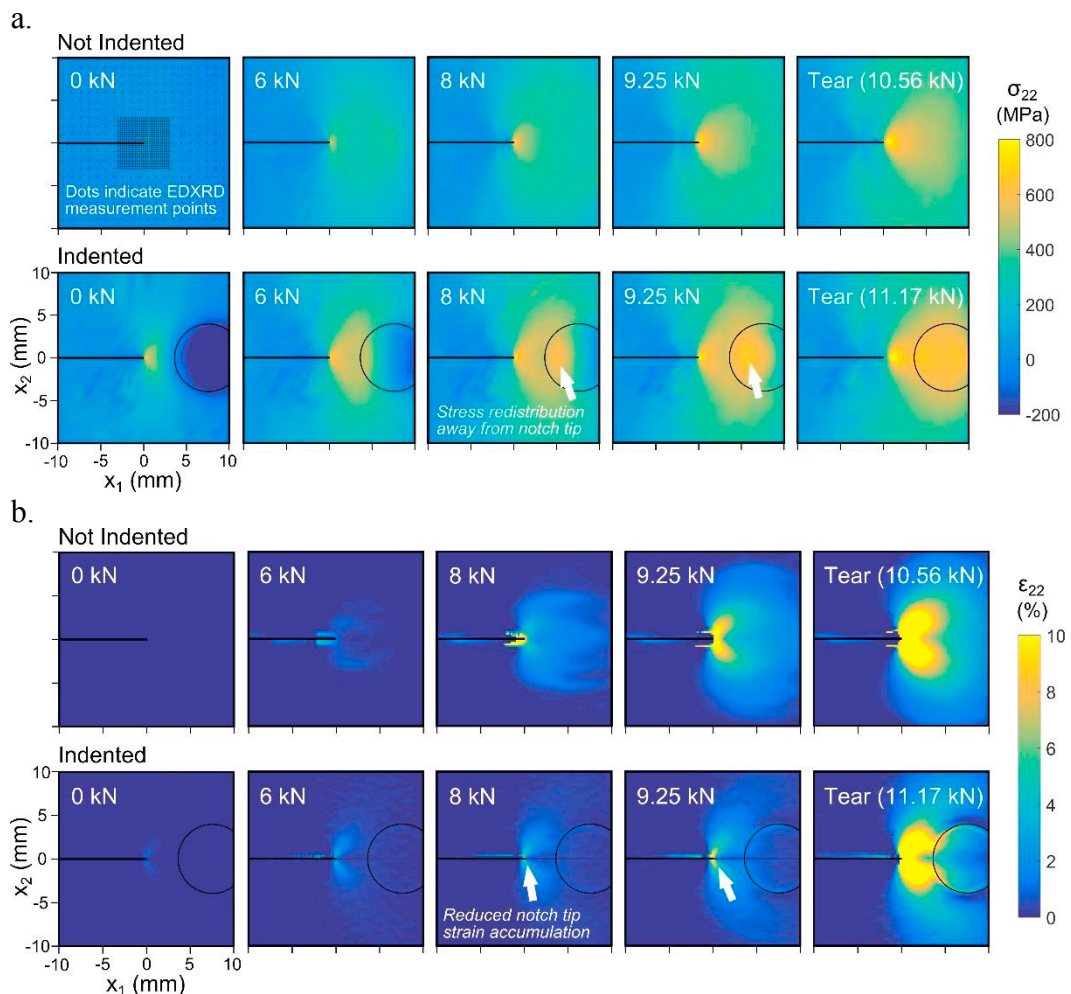 a.
Not Indented
0 kN
6 kN
8 kN
9.25 kN
Tear (10.56 kN)
Dots indicate EDXRD
measurement points
σ22
(MPa)
800
600
400
200
0
-200
Indented
0 kN
6 kN
8 kN
9.25 kN
Tear (11.17 kN)
Stress redistribution
away from notch tip
x2 (mm)
10
5
0
-5
-10
-10
-5
0
5
10
x1 (mm)
b.
Not Indented
0 kN
6 kN
8 kN
9.25 kN
Tear (10.56 kN)
ε22
(%)
10
8
6
4
2
0
Indented
0 kN
6 kN
8 kN
9.25 kN
Tear (11.17 kN)
Reduced notch tip
strain accumulation
x2 (mm)
10
5
0
-5
-10
-10
-5
0
5
10
x1 (mm)